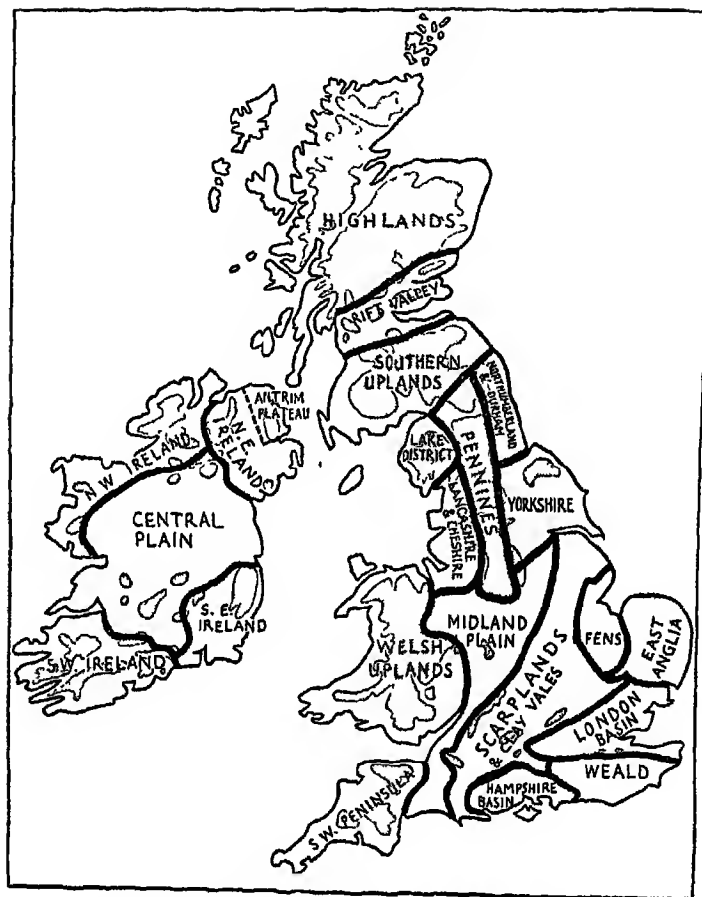 HIGHLANDS
RIFT VALLEY
SOUTHERN
UPLANDS
NORTHUMBERLAND
& DURHAM
ANTRIM
PLATEAU
N.E.
IRELAND
N.W. IRELAND
LAKE
DISTRICT
PENNINES
LANCASHIRE
& CHESHIRE
YORKSHIRE
CENTRAL
PLAIN
S.E.
IRELAND
S.W. IRELAND
WELSH
UPLANDS
MIDLAND
PLAIN
FENS
EAST
ANGLIA
SCARPLANDS
& CLAY VALES
LONDON
BASIN
WEALD
HAMPSHIRE
BASIN
S.W. PENINSULA